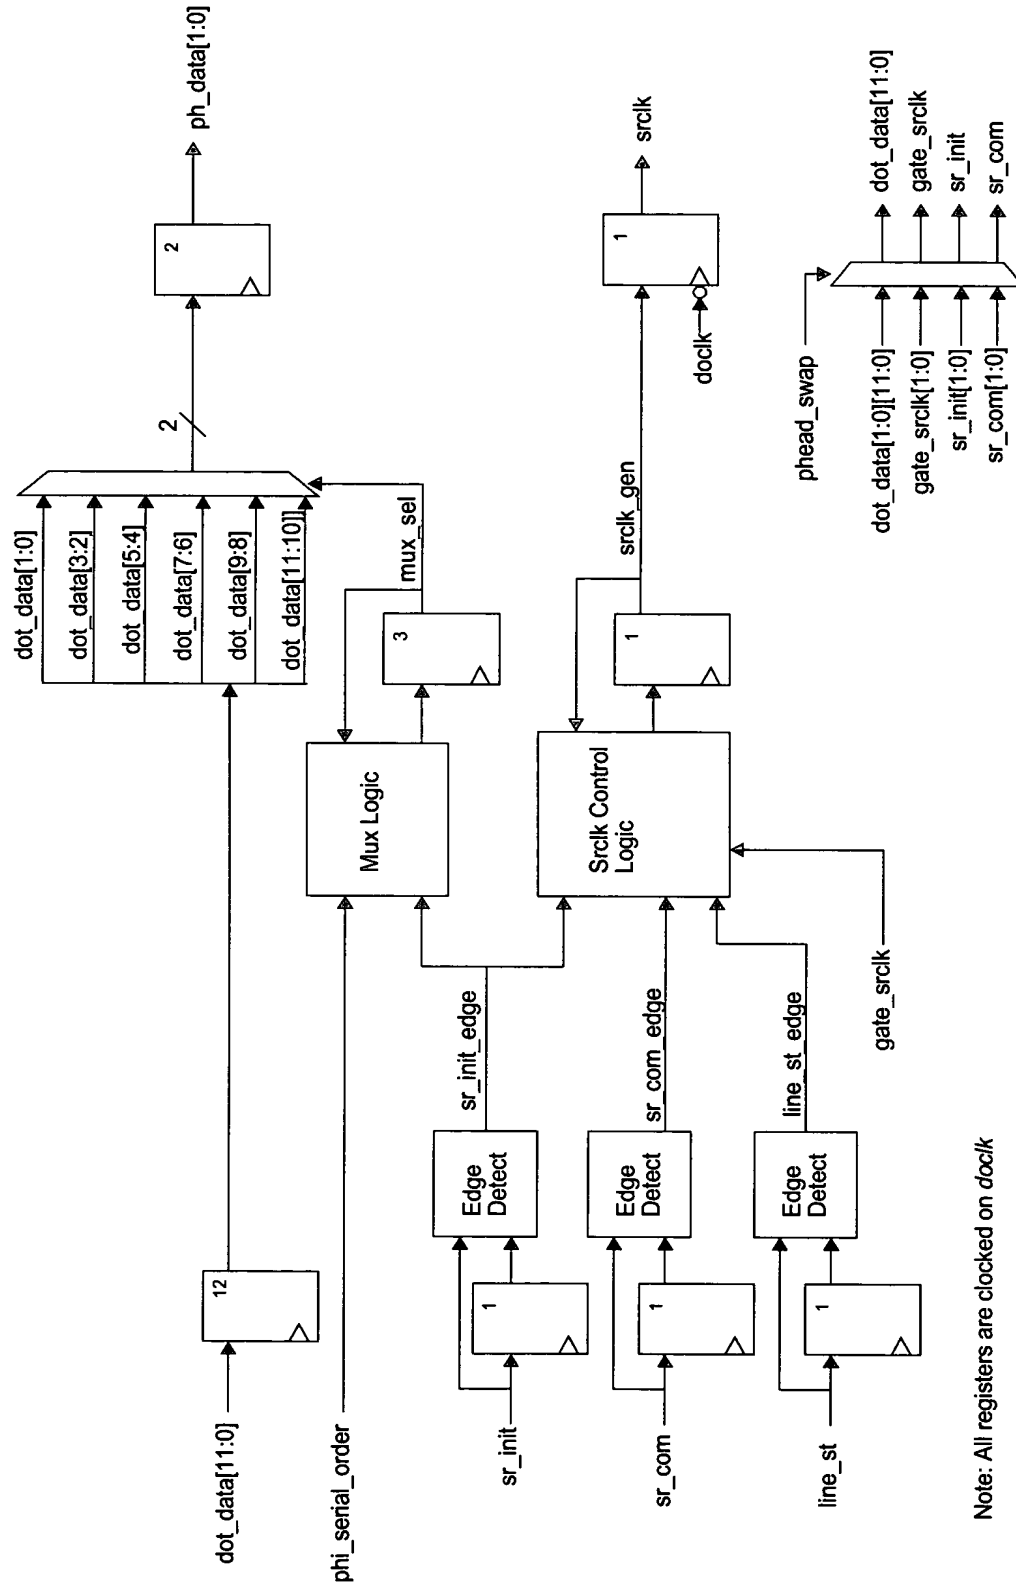 dot_data[11:0]
12
dot_data[1:0]
dot_data[3:2]
dot_data[5:4]
dot_data[7:6]
dot_data[9:8]
dot_data[11:10]]
2
2
ph_data[1:0]
phi_serial_order
Mux Logic
3
mux_sel
sr_init
1
Edge
Detect
sr_init_edge
sr_com
1
Edge
Detect
sr_com_edge
line_st
1
Edge
Detect
line_st_edge
gate_srclk
Srclk Control
Logic
1
srclk_gen
doclk
1
srclk
phead_swap
dot_data[1:0][11:0]
gate_srclk[1:0]
sr_init[1:0]
sr_com[1:0]
dot_data[11:0]
gate_srclk
sr_init
sr_com
Note: All registers are clocked on doclk